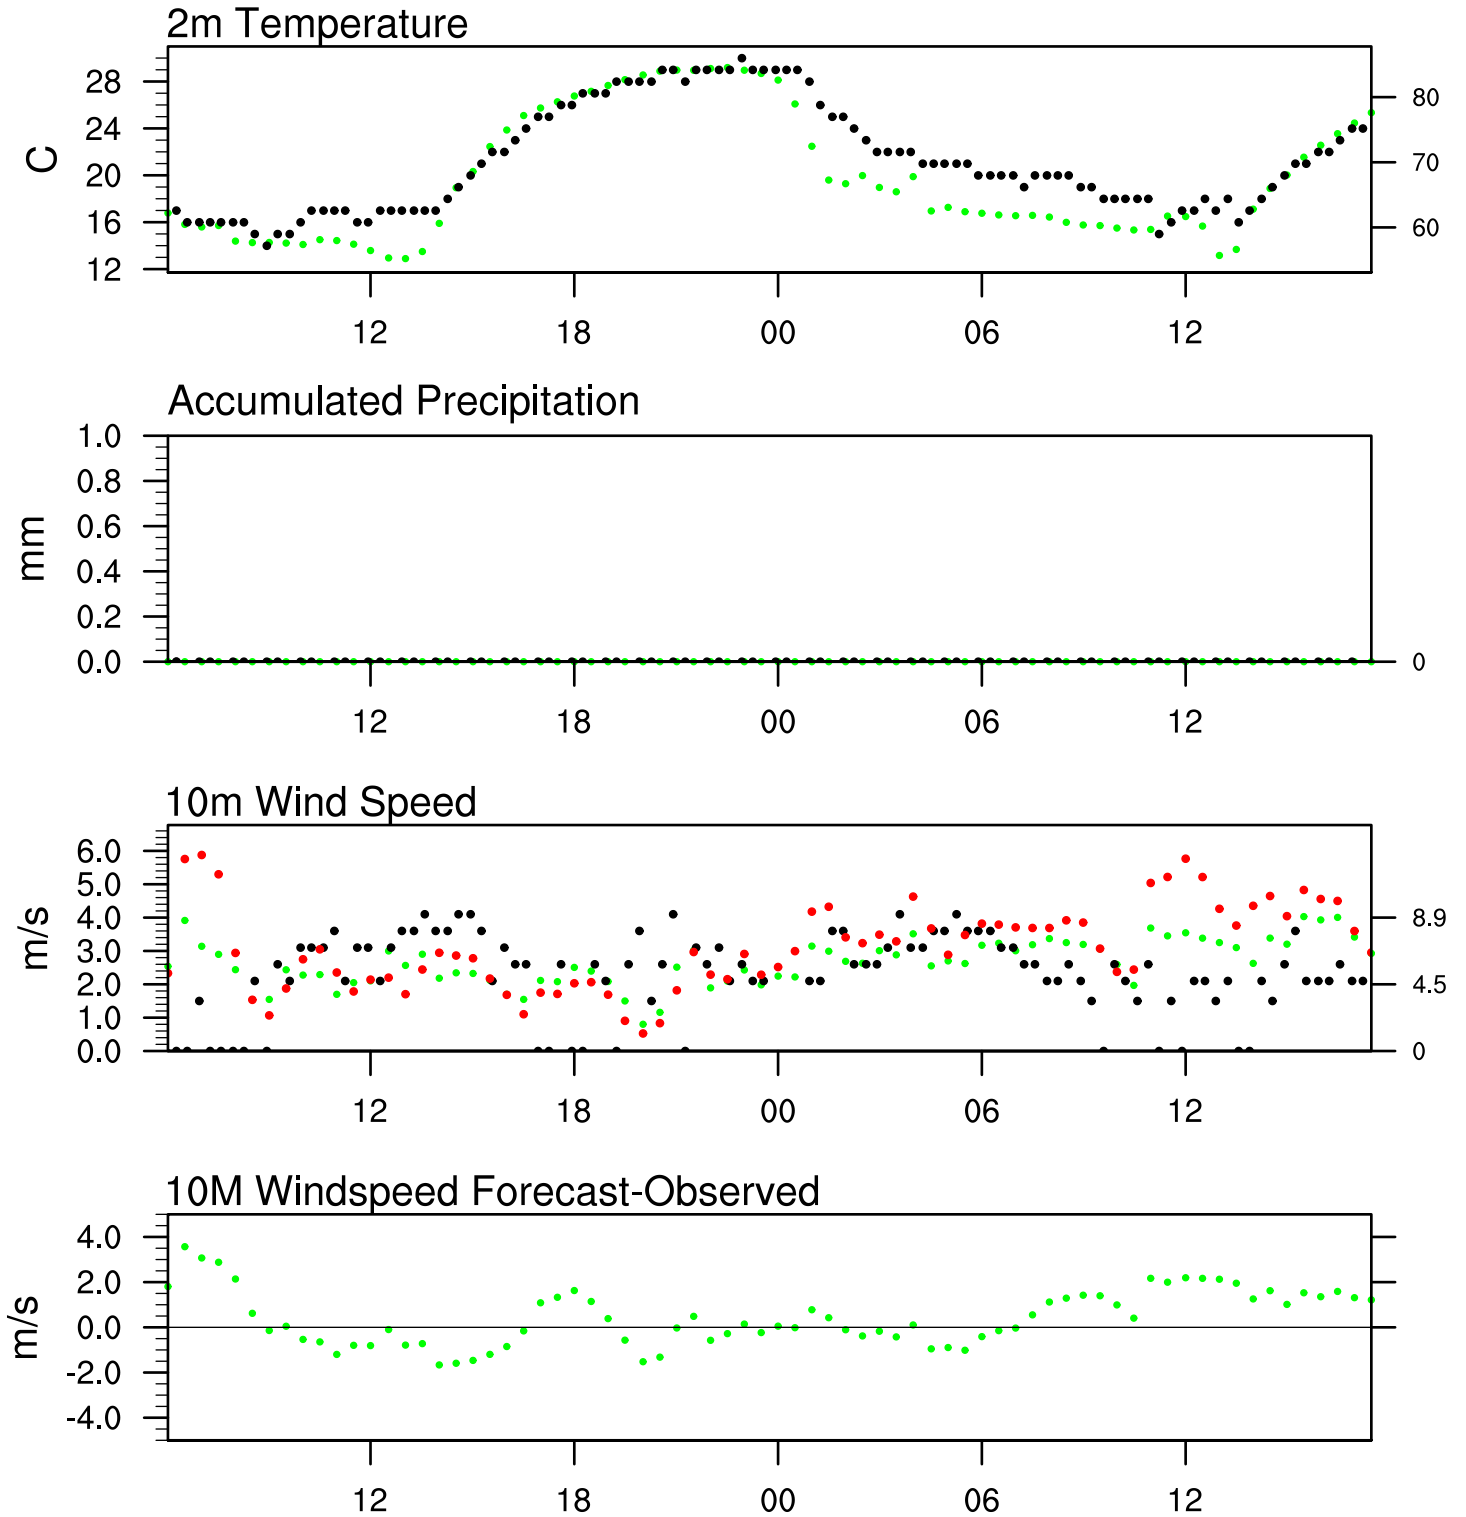 2m Temperature
28
24
20
16
12
C
80
70
60
12 18 00 06 12
Accumulated Precipitation
1.0
0.8
0.6
0.4
0.2
0.0
mm
0
12 18 00 06 12
10m Wind Speed
6.0
5.0
4.0
3.0
2.0
1.0
0.0
m/s
8.9
4.5
0
12 18 00 06 12
10M Windspeed Forecast-Observed
4.0
2.0
0.0
-2.0
-4.0
m/s
12 18 00 06 12